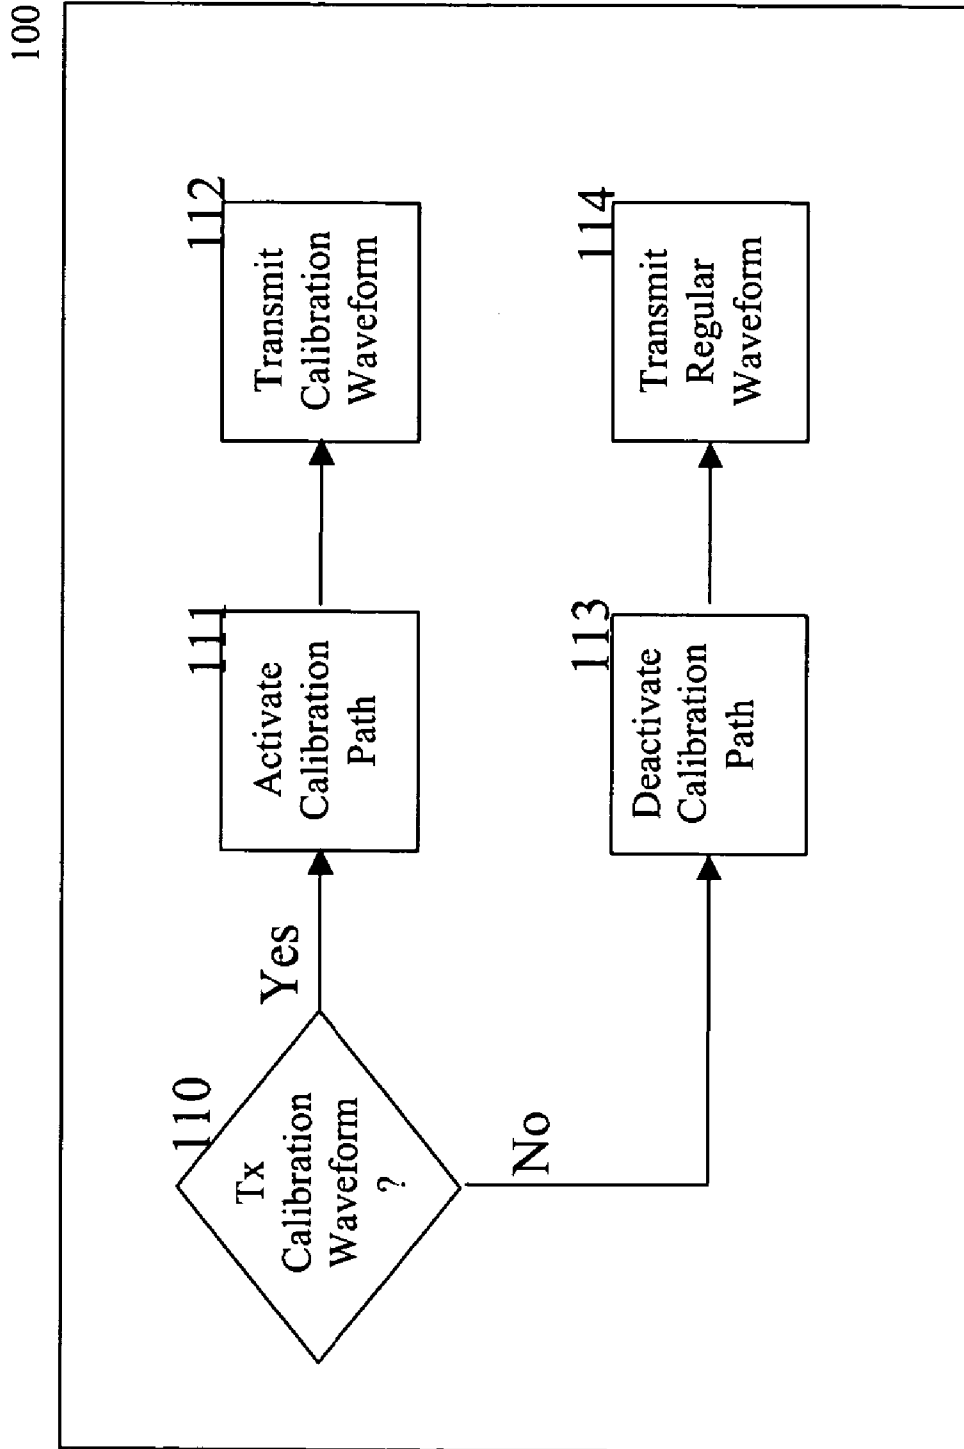 100
110
Tx
Calibration
Waveform
?
Yes
111
Activate
Calibration
Path
112
Transmit
Calibration
Waveform
No
113
Deactivate
Calibration
Path
114
Transmit
Regular
Waveform